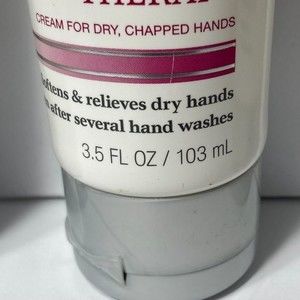 CREAM FOR DRY, CHAPPED HANDS
& relieves dry hands
after several hand washes
3.5 FL OZ / 103 mL